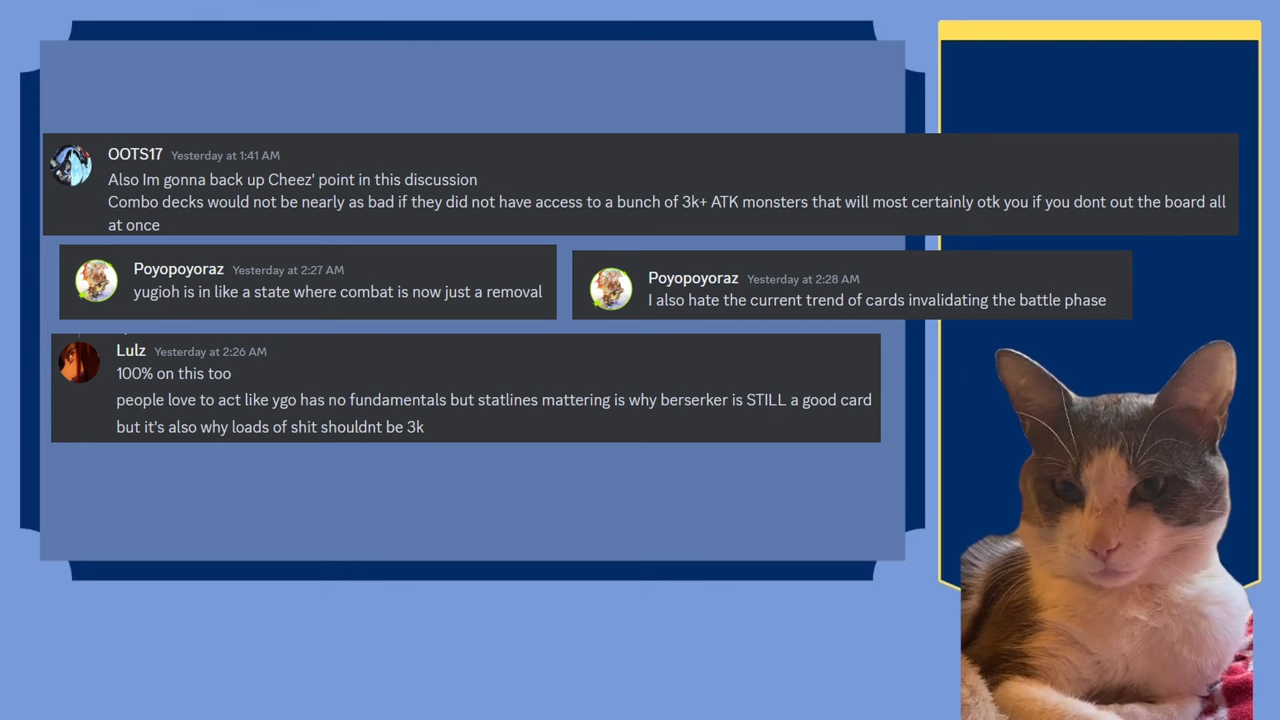 OOTS17 Yesterday at 1:41 AM
Also Im gonna back up Cheez' point in this discussion
Combo decks would not be nearly as bad if they did not have access to a bunch of 3k+ ATK monsters that will most certainly otk you if you dont out the board all
at once
Poyopoyoraz Yesterday at 2:27 AM
yugioh is in like a state where combat is now just a removal
Poyopoyoraz Yesterday at 2:28 AM
I also hate the current trend of cards invalidating the battle phase
Lulz Yesterday at 2:26 AM
100% on this too
people love to act like ygo has no fundamentals but statlines mattering is why berserker is STILL a good card
but it's also why loads of shit shouldnt be 3k